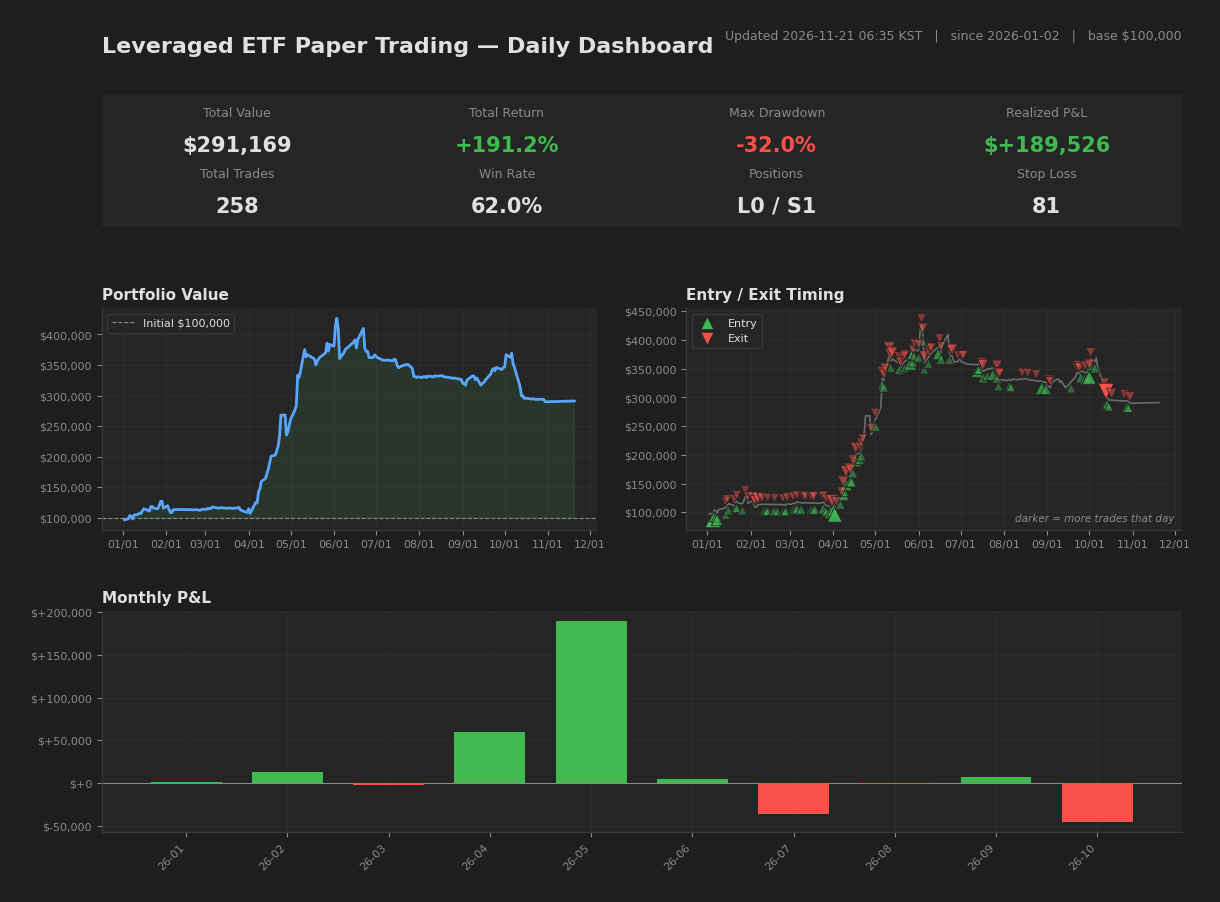 Leveraged ETF Paper Trading — Daily Dashboard
Updated 2026-11-21 06:35 KST | since 2026-01-02 | base $100,000
Total Value Total Return Max Drawdown Realized P&L
$291,169 +191.2% -32.0% $+189,526
Total Trades Win Rate Positions Stop Loss
258 62.0% L0 / S1 81
Portfolio Value
Initial $100,000
$400,000
$350,000
$300,000
$250,000
$200,000
$150,000
$100,000
01/01 02/01 03/01 04/01 05/01 06/01 07/01 08/01 09/01 10/01 11/01 12/01
Entry / Exit Timing
Entry
Exit
$450,000
$400,000
$350,000
$300,000
$250,000
$200,000
$150,000
$100,000
darker = more trades that day
01/01 02/01 03/01 04/01 05/01 06/01 07/01 08/01 09/01 10/01 11/01 12/01
Monthly P&L
$+200,000
$+150,000
$+100,000
$+50,000
$+0
$-50,000
26-01 26-02 26-03 26-04 26-05 26-06 26-07 26-08 26-09 26-10